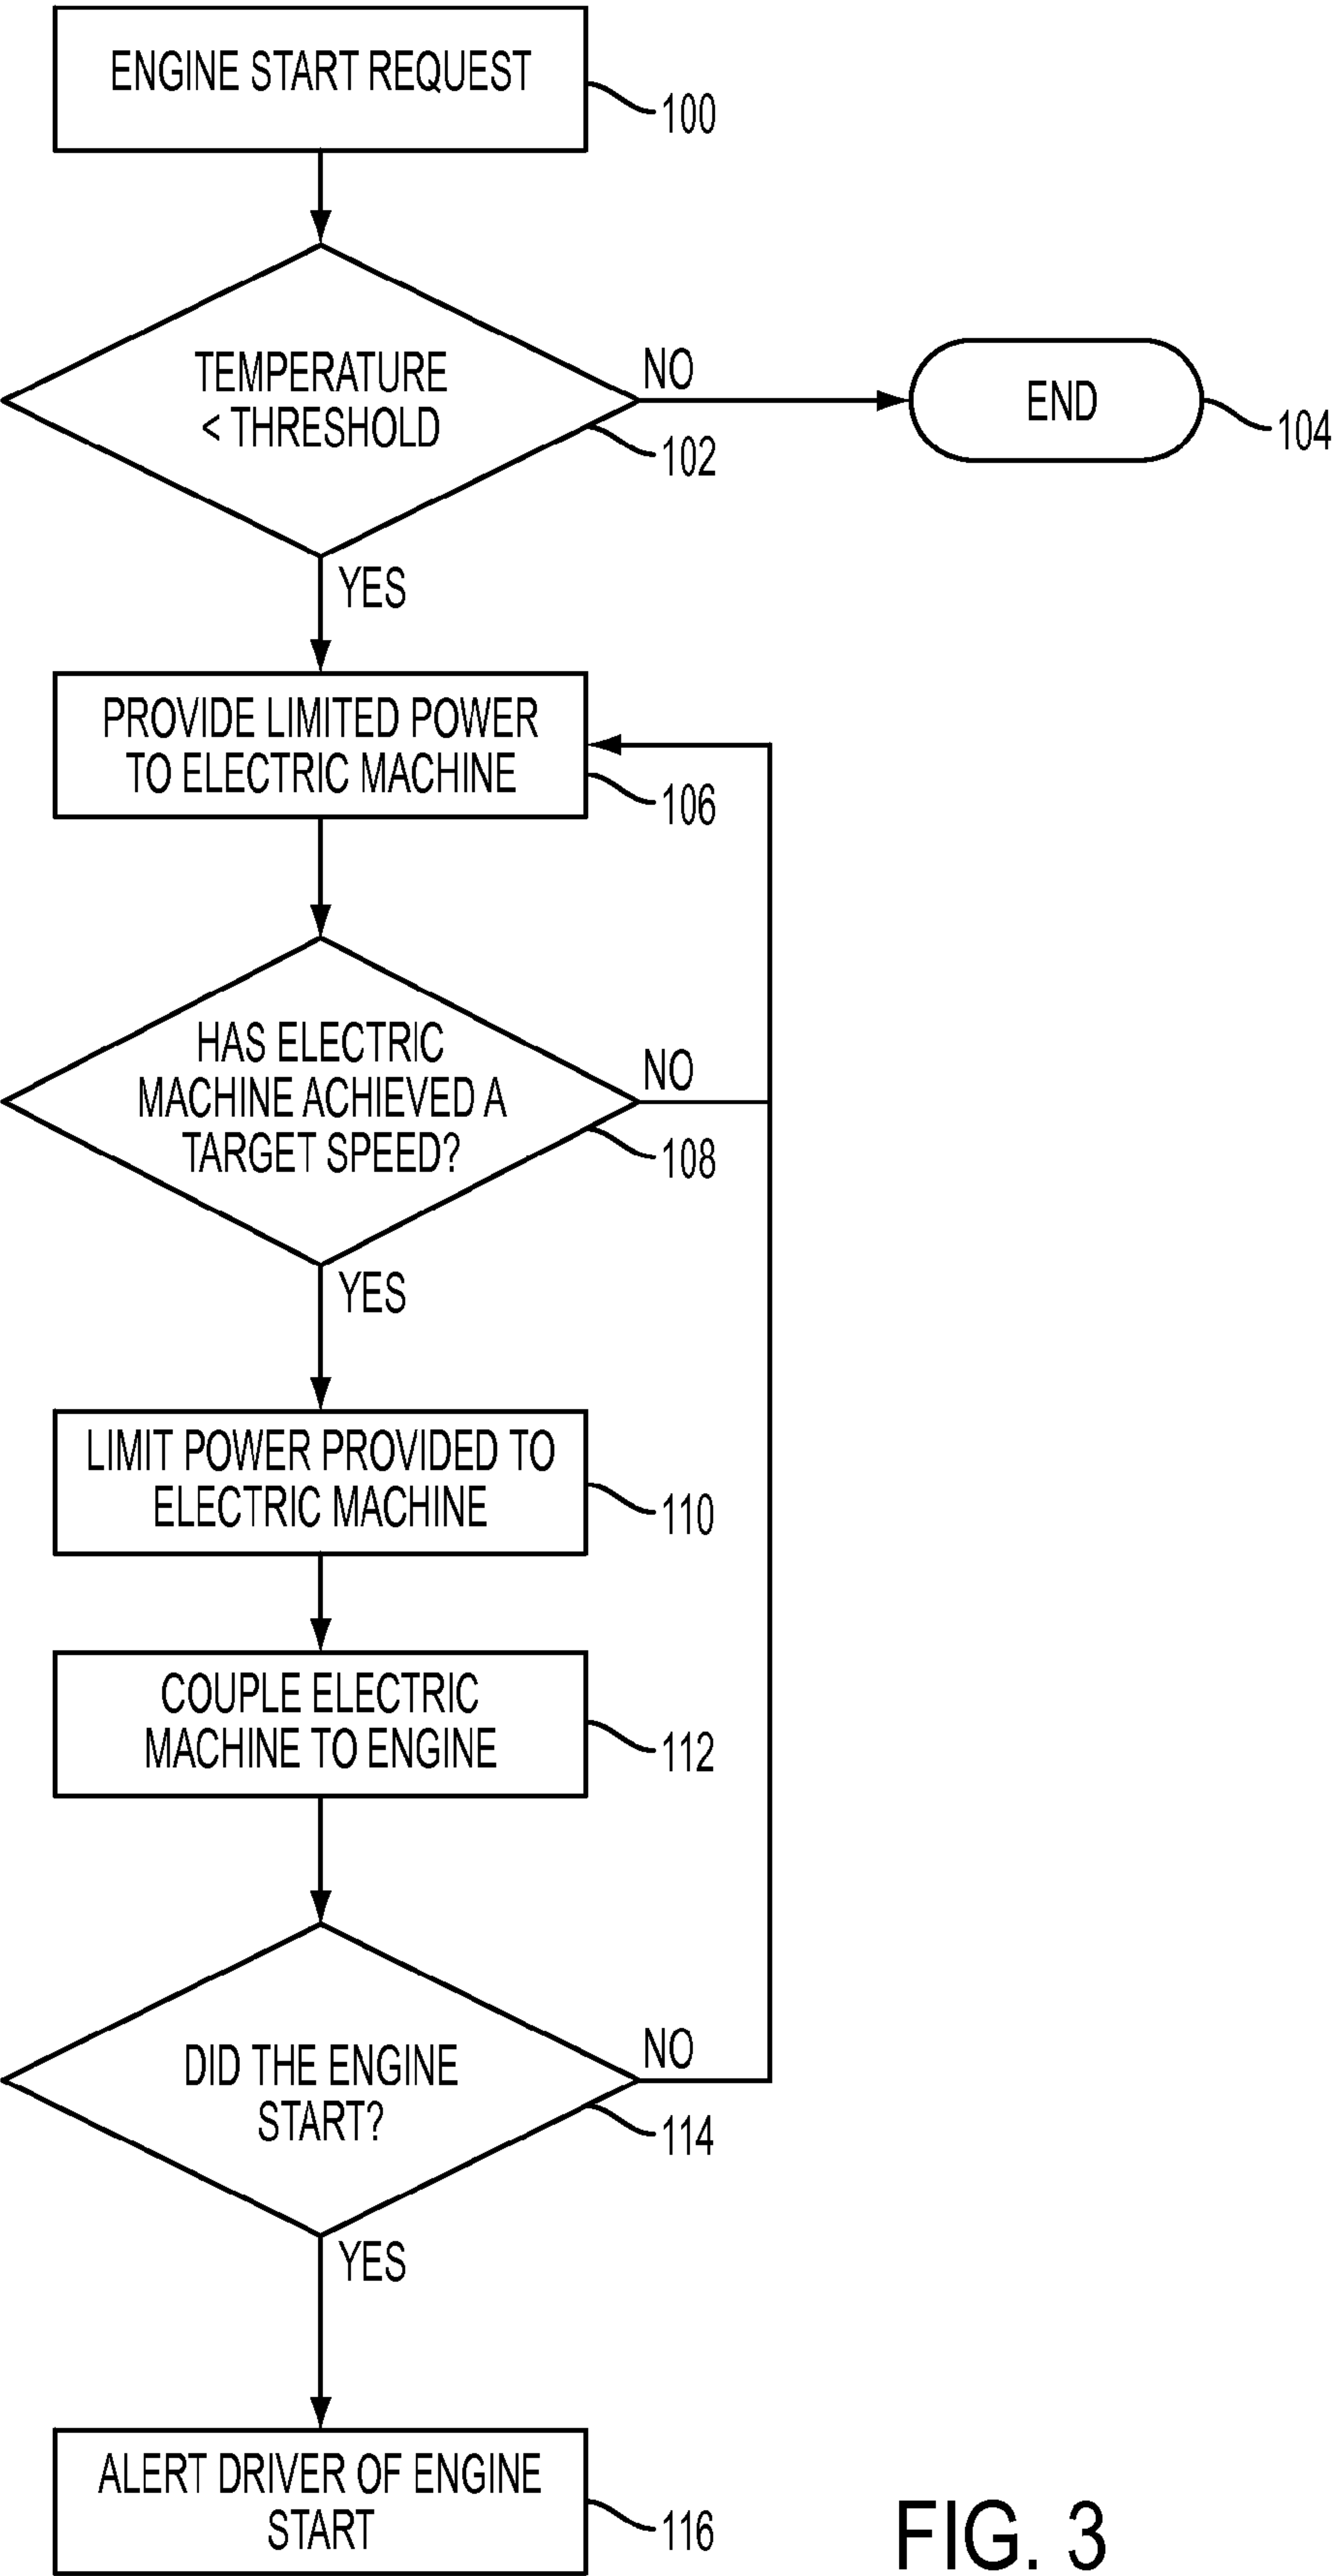 ENGINE START REQUEST
100
TEMPERATURE
< THRESHOLD
102
NO
END
104
YES
PROVIDE LIMITED POWER
TO ELECTRIC MACHINE
106
HAS ELECTRIC
MACHINE ACHIEVED A
TARGET SPEED?
108
NO
YES
LIMIT POWER PROVIDED TO
ELECTRIC MACHINE
110
COUPLE ELECTRIC
MACHINE TO ENGINE
112
DID THE ENGINE
START?
114
NO
YES
ALERT DRIVER OF ENGINE
START
116
FIG. 3